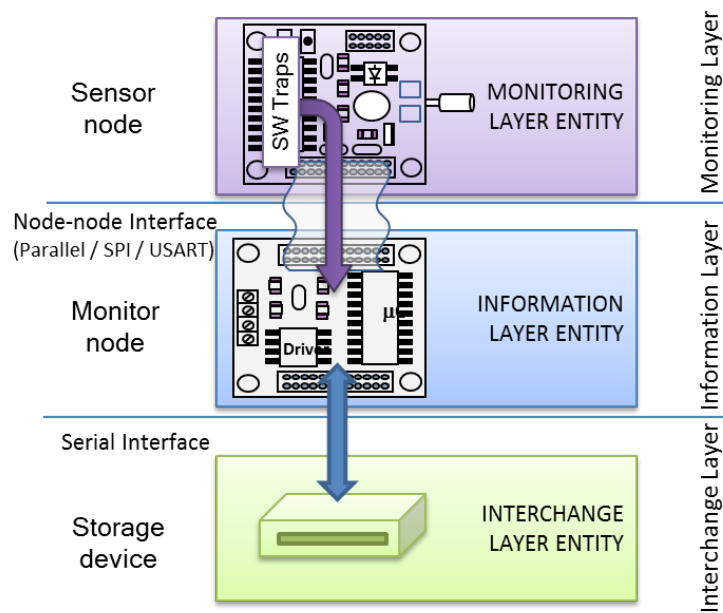 Sensor
node
SW Traps
MONITORING
LAYER ENTITY
Monitoring Layer
Node-node Interface
(Parallel / SPI / USART)
Monitor
node
Driver
INFORMATION
LAYER ENTITY
Information Layer
Serial Interface
Storage
device
INTERCHANGE
LAYER ENTITY
Interchange Layer